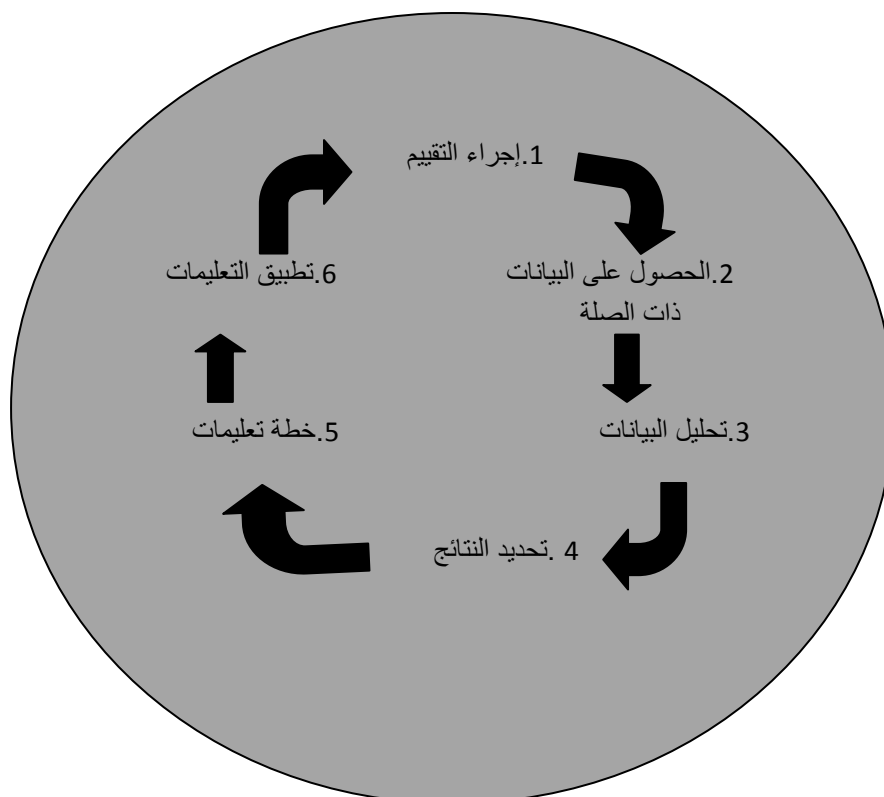 1.إجراء التقييم
2.الحصول على البيانات
ذات الصلة
3.تحليل البيانات
4 .تحديد النتائج
5.خطة تعليمات
6.تطبيق التعليمات